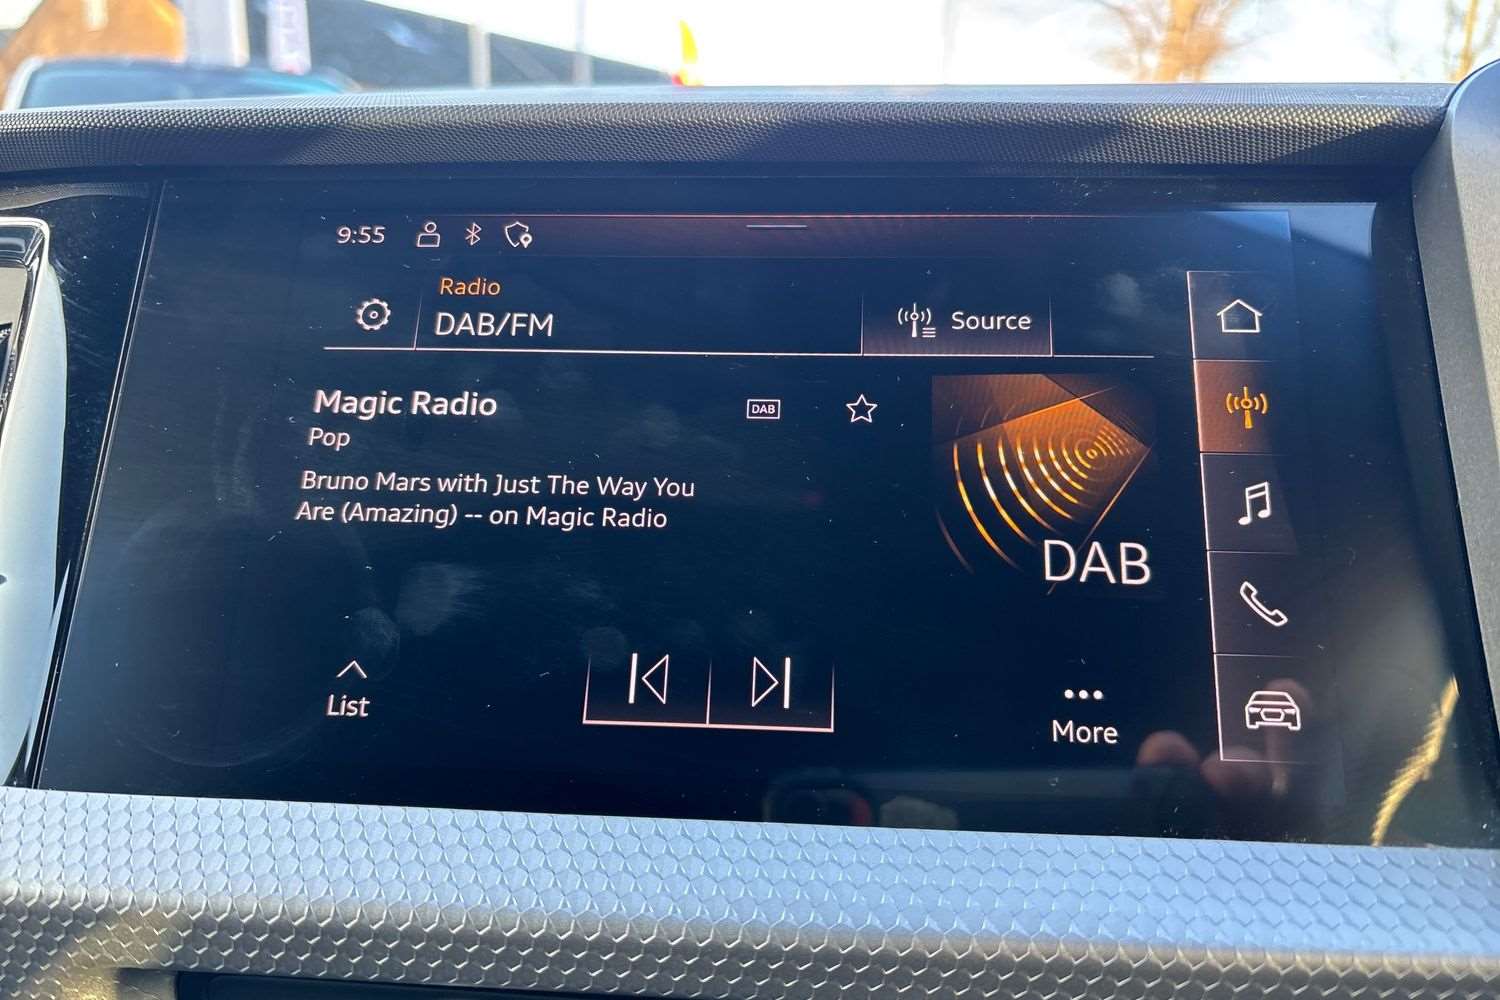 9:55
Radio
DAB/FM
Source
Magic Radio
DAB
Pop
Bruno Mars with Just The Way You
Are (Amazing) -- on Magic Radio
DAB
List
More